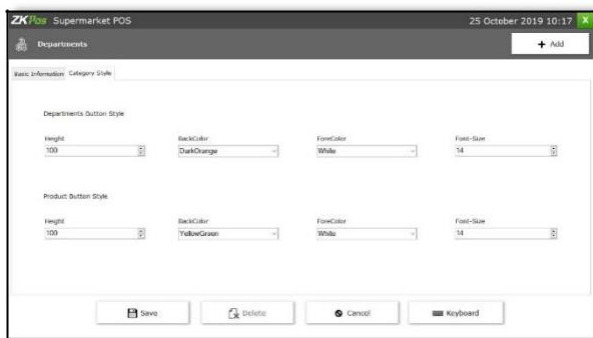 ZKPos Supermarket POS 25 October 2019 10:17 X
Departments + Add
Basic Information Category Style
Departments Button Style
Height BackColor ForeColor Font-Size
100 DarkOrange White 14
Product Button Style
Height BackColor ForeColor Font-Size
100 YellowGreen White 14
Save Delete Cancel Keyboard